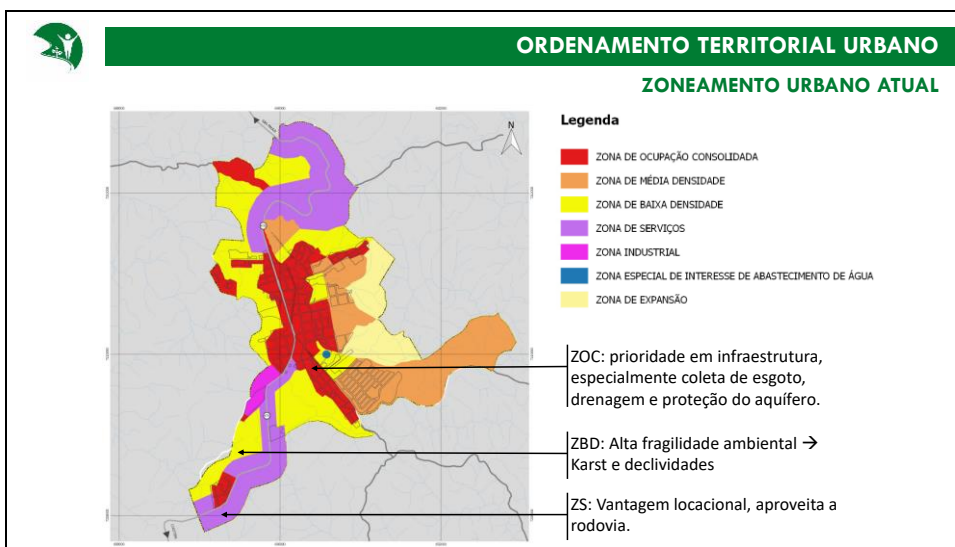 ORDENAMENTO TERRITORIAL URBANO
ZONEAMENTO URBANO ATUAL
N
Legenda
ZONA DE OCUPAÇÃO CONSOLIDADA
ZONA DE MÉDIA DENSIDADE
ZONA DE BAIXA DENSIDADE
ZONA DE SERVIÇOS
ZONA INDUSTRIAL
ZONA ESPECIAL DE INTERESSE DE ABASTECIMENTO DE ÁGUA
ZONA DE EXPANSÃO
ZOC: prioridade em infraestrutura,
especialmente coleta de esgoto,
drenagem e proteção do aquífero.
ZBD: Alta fragilidade ambiental →
Karst e declividades
ZS: Vantagem locacional, aproveita a
rodovia.